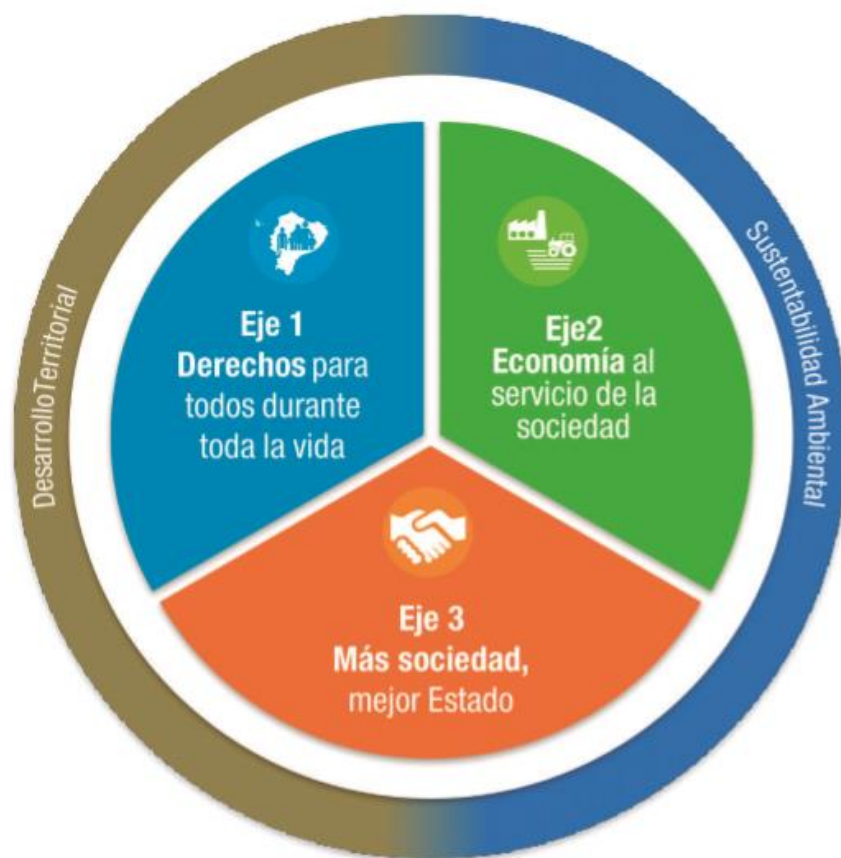 DesarrolloTerritorial
Eje 1
Derechos para
todos durante
toda la vida
Eje2
Economía al
servicio de la
sociedad
Sustentabilidad Ambiental
Eje 3
Más sociedad,
mejor Estado